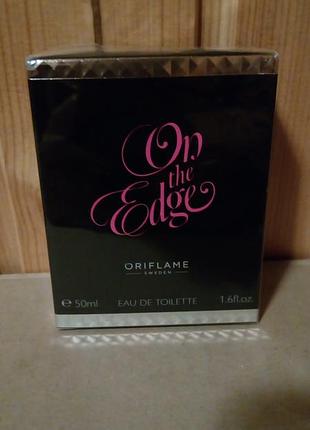 On
the
Edge
ORIFLAME
SWEDEN
℮ 50ml EAU DE TOILETTE 1.6fl.oz.